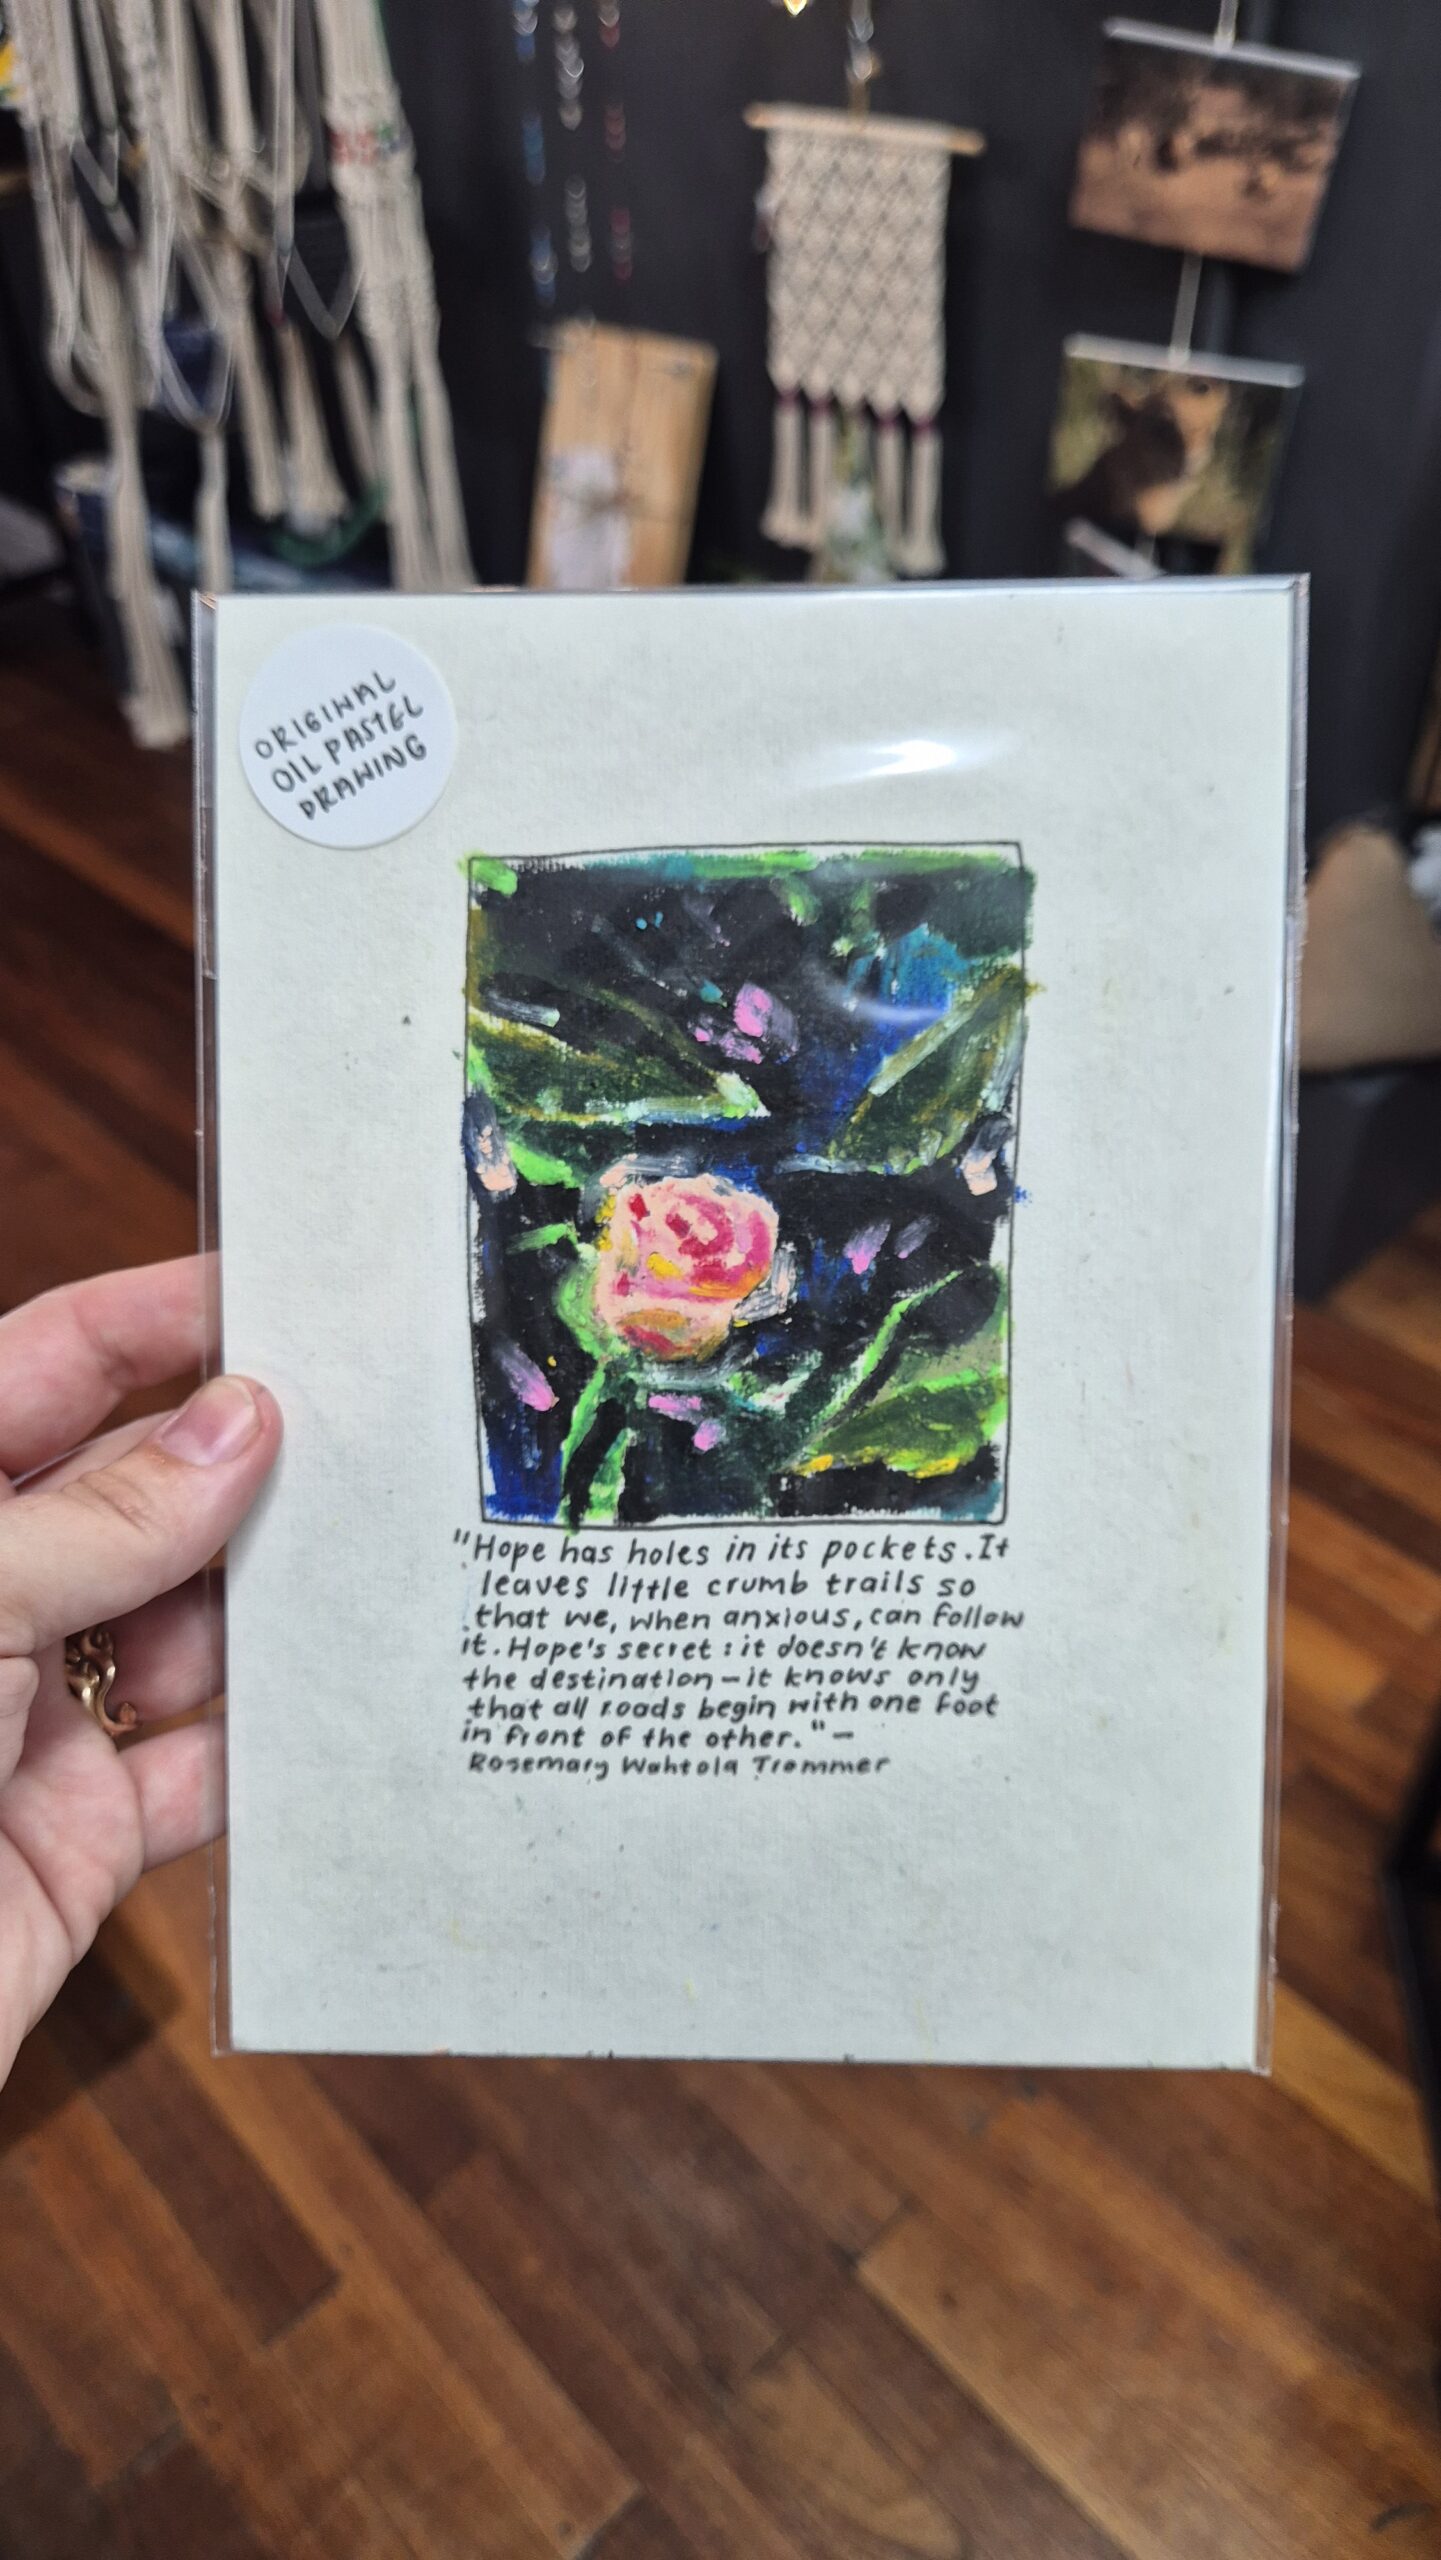 ORIGINAL
OIL PASTEL
DRAWING
"Hope has holes in its pockets. It
leaves little crumb trails so
that we, when anxious, can follow
it. Hope's secret: it doesn't know
the destination – it knows only
that all roads begin with one foot
in front of the other." –
Rosemary Wahtola Trommer